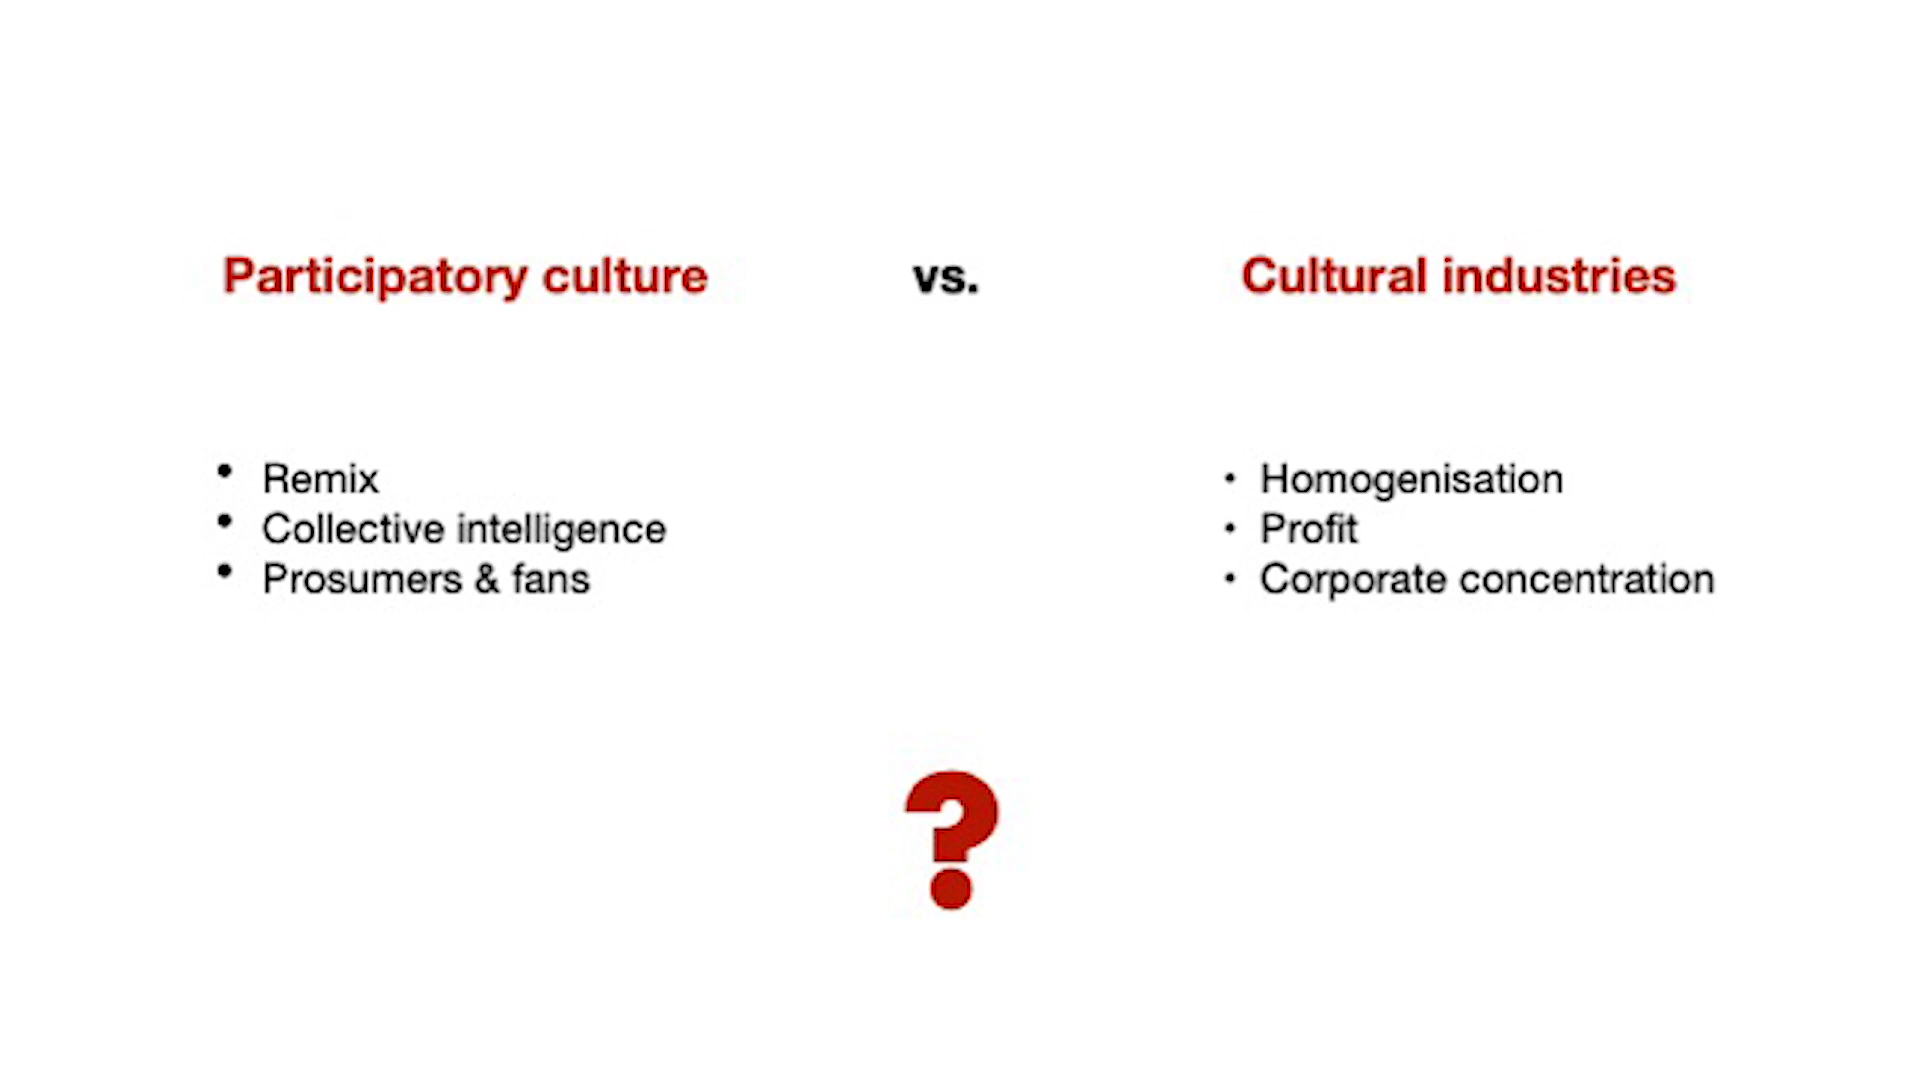 Participatory culture vs. Cultural industries
• Remix
• Collective intelligence
• Prosumers & fans
• Homogenisation
• Profit
• Corporate concentration
?